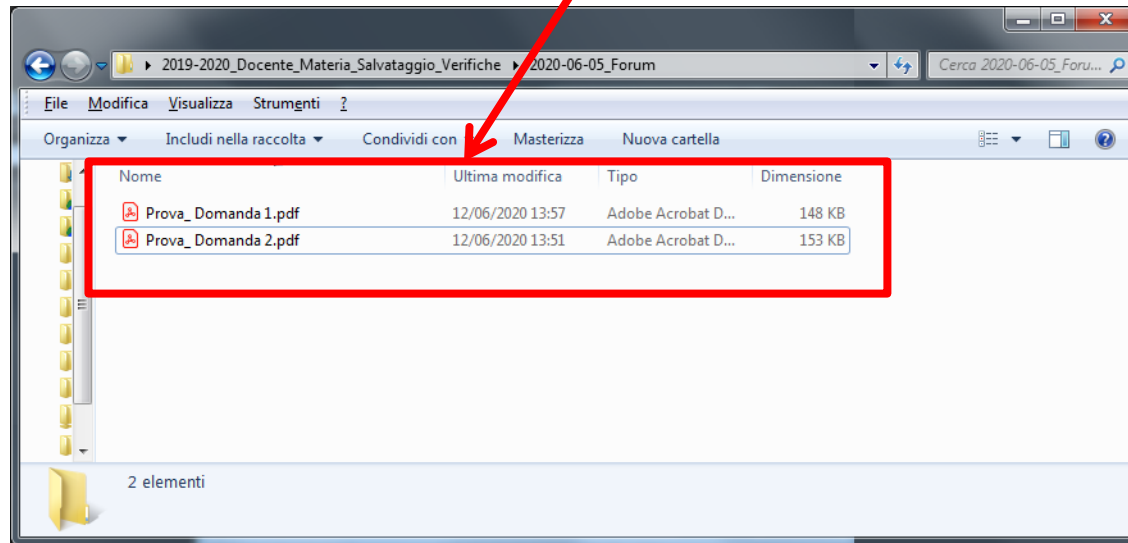 2019-2020_Docente_Materia_Salvataggio_Verifiche 2020-06-05_Forum
Cerca 2020-06-05_Foru...
File Modifica Visualizza Strumenti ?
Organizza Includi nella raccolta Condividi con Masterizza Nuova cartella
Nome Ultima modifica Tipo Dimensione
Prova_ Domanda 1.pdf 12/06/2020 13:57 Adobe Acrobat D... 148 KB
Prova_ Domanda 2.pdf 12/06/2020 13:51 Adobe Acrobat D... 153 KB
2 elementi